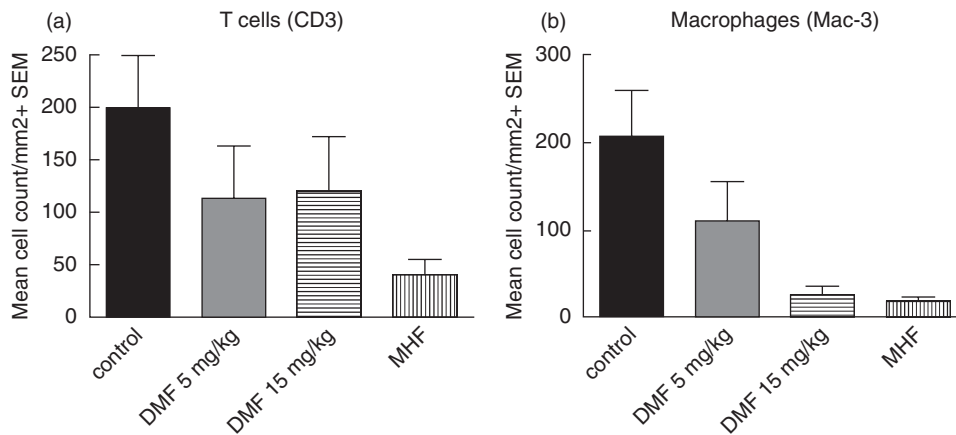 (a)
T cells (CD3)
Mean cell count/mm2+ SEM
250
200
150
100
50
0
control
DMF 5 mg/kg
DMF 15 mg/kg
MHF
(b)
Macrophages (Mac-3)
Mean cell count/mm2+ SEM
300
200
100
0
control
DMF 5 mg/kg
DMF 15 mg/kg
MHF